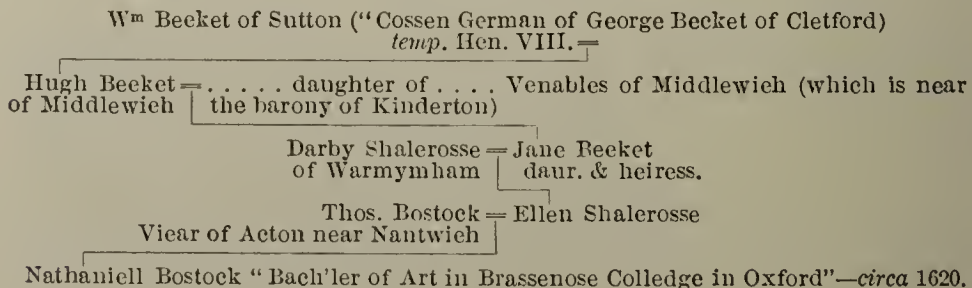 Wm Becket of Sutton ("Cossen German of George Becket of Cletford)
temp. Hen. VIII.=
Hugh Becket=..... daughter of .... Venables of Middlewich (which is near
of Middlewich the barony of Kinderton)
Darby Shalcrosse=Jane Becket
of Warmymham daur. & heiress.
Thos. Bostock=Ellen Shalcrosse
Vicar of Acton near Nantwich
Nathaniell Bostock "Bach'ler of Art in Brassenose Colledge in Oxford"—circa 1620.